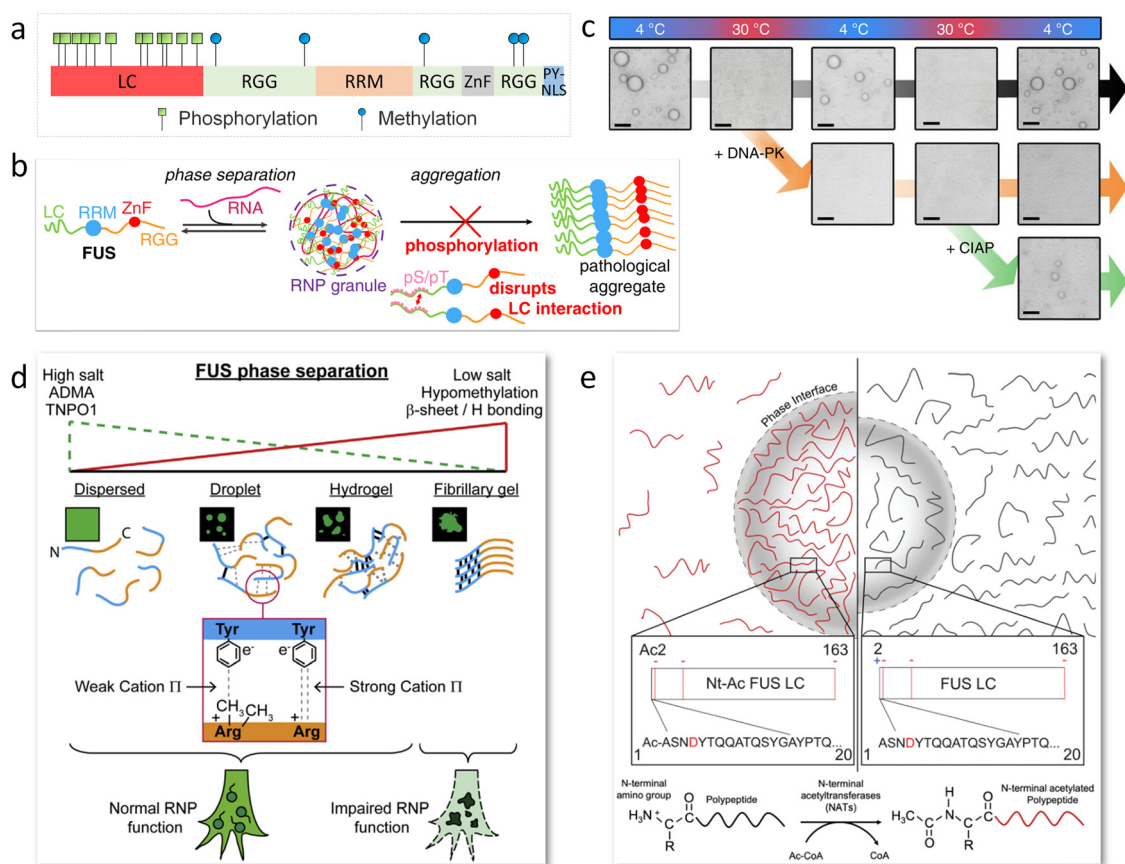 a
LC
RGG
RRM
RGG
ZnF
RGG
PY-
NLS
Phosphorylation
Methylation
b
phase separation
aggregation
LC
RRM
ZnF
RGG
FUS
RNA
RNP granule
phosphorylation
pS/pT
disrupts
LC interaction
pathological
aggregate
c
4 °C
30 °C
4 °C
30 °C
4 °C
+ DNA-PK
+ CIAP
d
FUS phase separation
High salt
ADMA
TNPO1
Low salt
Hypomethylation
β-sheet / H bonding
Dispersed
Droplet
Hydrogel
Fibrillary gel
N
C
Tyr
Tyr
e-
e-
Weak Cation Π
Strong Cation Π
CH3
CH3
+
+
Arg
Arg
Normal RNP
function
Impaired RNP
function
e
Phase Interface
Ac2
163
- - -
Nt-Ac FUS LC
Ac-ASNDYTQQATQSYGAYPTQ...
1
20
2
163
+ - - -
FUS LC
ASNDYTQQATQSYGAYPTQ...
1
20
N-terminal
amino group
Polypeptide
H3N+
O
R
N-terminal
acetyltransferases
(NATs)
Ac-CoA
CoA
H3C
O
H
N
O
R
N-terminal acetylated
Polypeptide